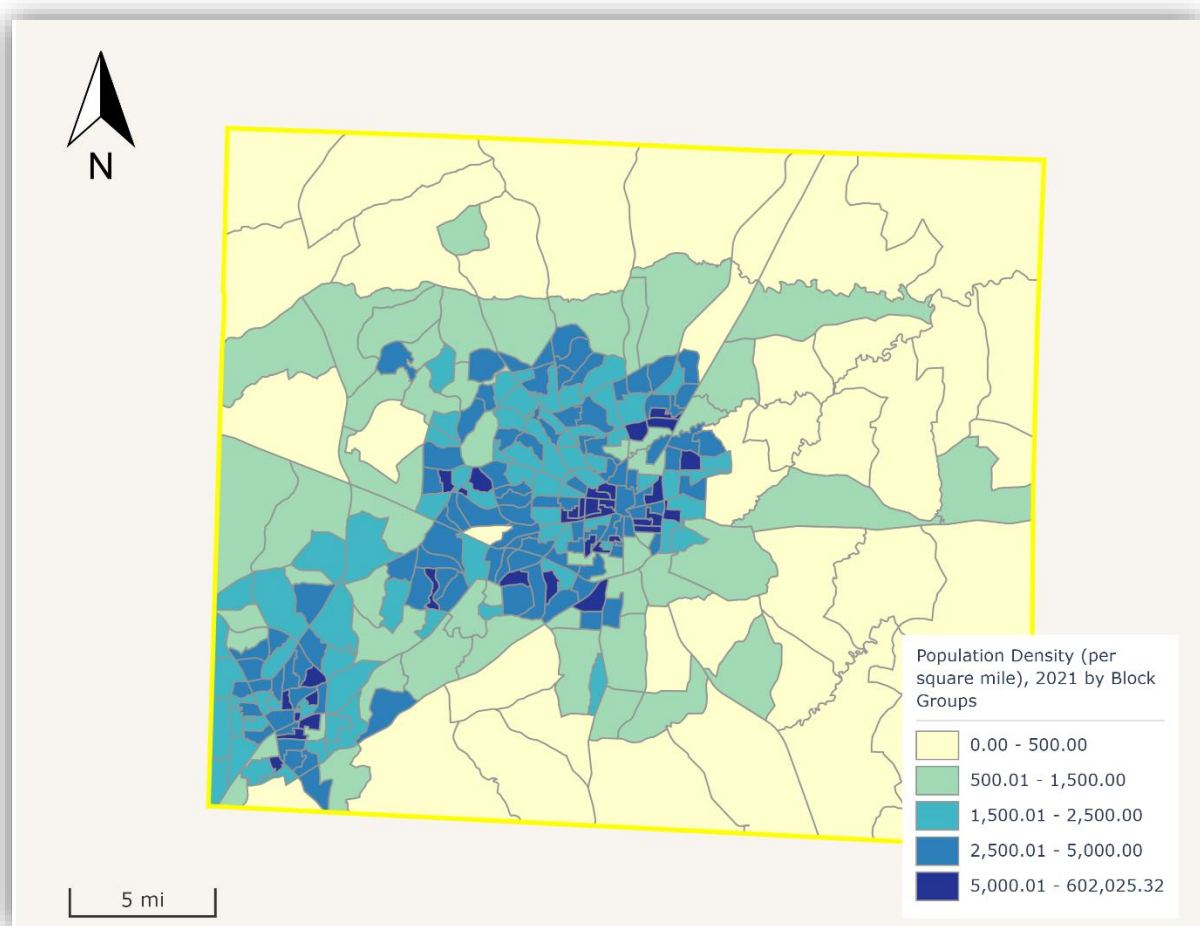 N
Population Density (per
square mile), 2021 by Block
Groups
0.00 - 500.00
500.01 - 1,500.00
1,500.01 - 2,500.00
2,500.01 - 5,000.00
5,000.01 - 602,025.32
5 mi